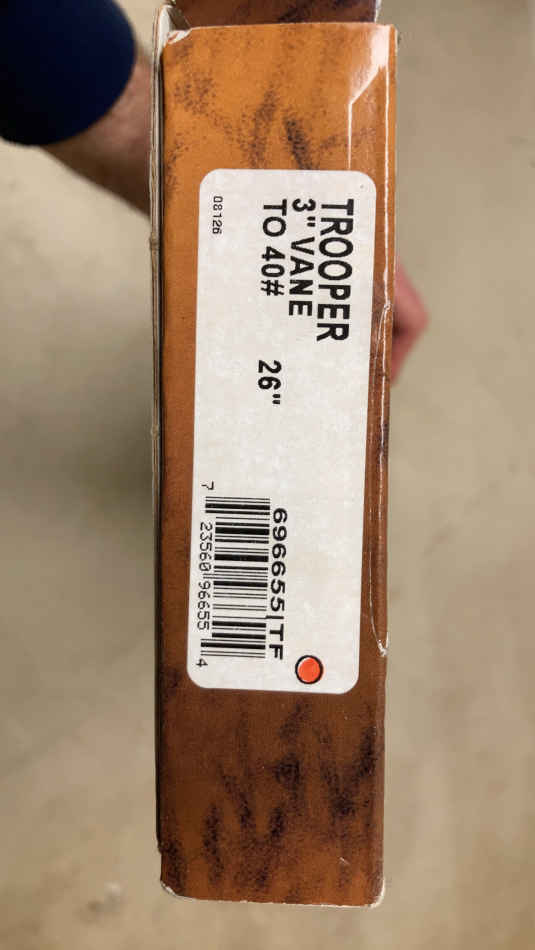 TROOPER
3" VANE
TO 40# 26"
08126
696655|TF
7 23560 96655 4